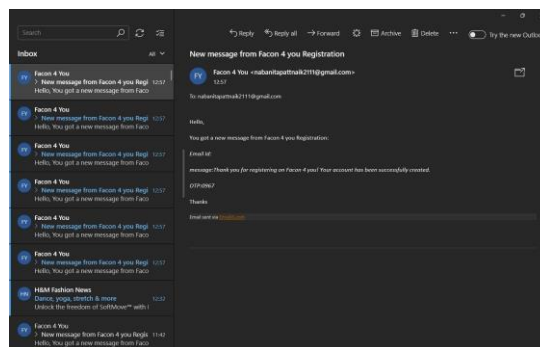 Search
Reply
Reply all
Forward
Archive
Delete
Try the new Outloo
Inbox
All
Facon 4 You
> New message from Facon 4 you Regi 12:57
Hello, You got a new message from Faco
Facon 4 You
> New message from Facon 4 you Regi 12:57
Hello, You got a new message from Faco
Facon 4 You
> New message from Facon 4 you Regi 12:57
Hello, You got a new message from Faco
Facon 4 You
> New message from Facon 4 you Regi 12:57
Hello, You got a new message from Faco
Facon 4 You
> New message from Facon 4 you Regi 12:57
Hello, You got a new message from Faco
Facon 4 You
> New message from Facon 4 you Regi 12:57
Hello, You got a new message from Faco
HN
H&M Fashion News
Dance, yoga, stretch & more 12:32
Unlock the freedom of SoftMove™ with I
Facon 4 You
> New message from Facon 4 you Regis 11:42
Hello, You got a new message from Faco
New message from Facon 4 you Registration
FY
Facon 4 You <nabanitapattnaik2111@gmail.com>
12:57
To: nabanitapattnaik2111@gmail.com
Hello,
You got a new message from Facon 4 you Registration:
Email Id:
message:Thank you for registering on Facon 4 you! Your account has been successfully created.
OTP:6967
Thanks
Email sent via